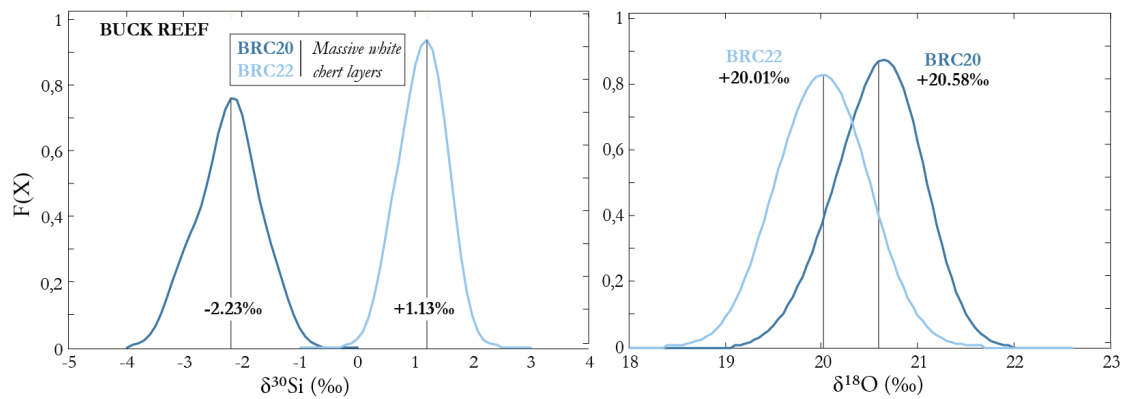 BUCK REEF
BRC20 Massive white
BRC22 chert layers
1
0,8
0,6
0,4
0,2
0
F(X)
-2.23‰
+1.13‰
-5 -4 -3 -2 -1 0 1 2 3 4
δ³⁰Si (‰)
BRC22
+20.01‰
BRC20
+20.58‰
1
0,8
0,6
0,4
0,2
0
18 19 20 21 22 23
δ¹⁸O (‰)